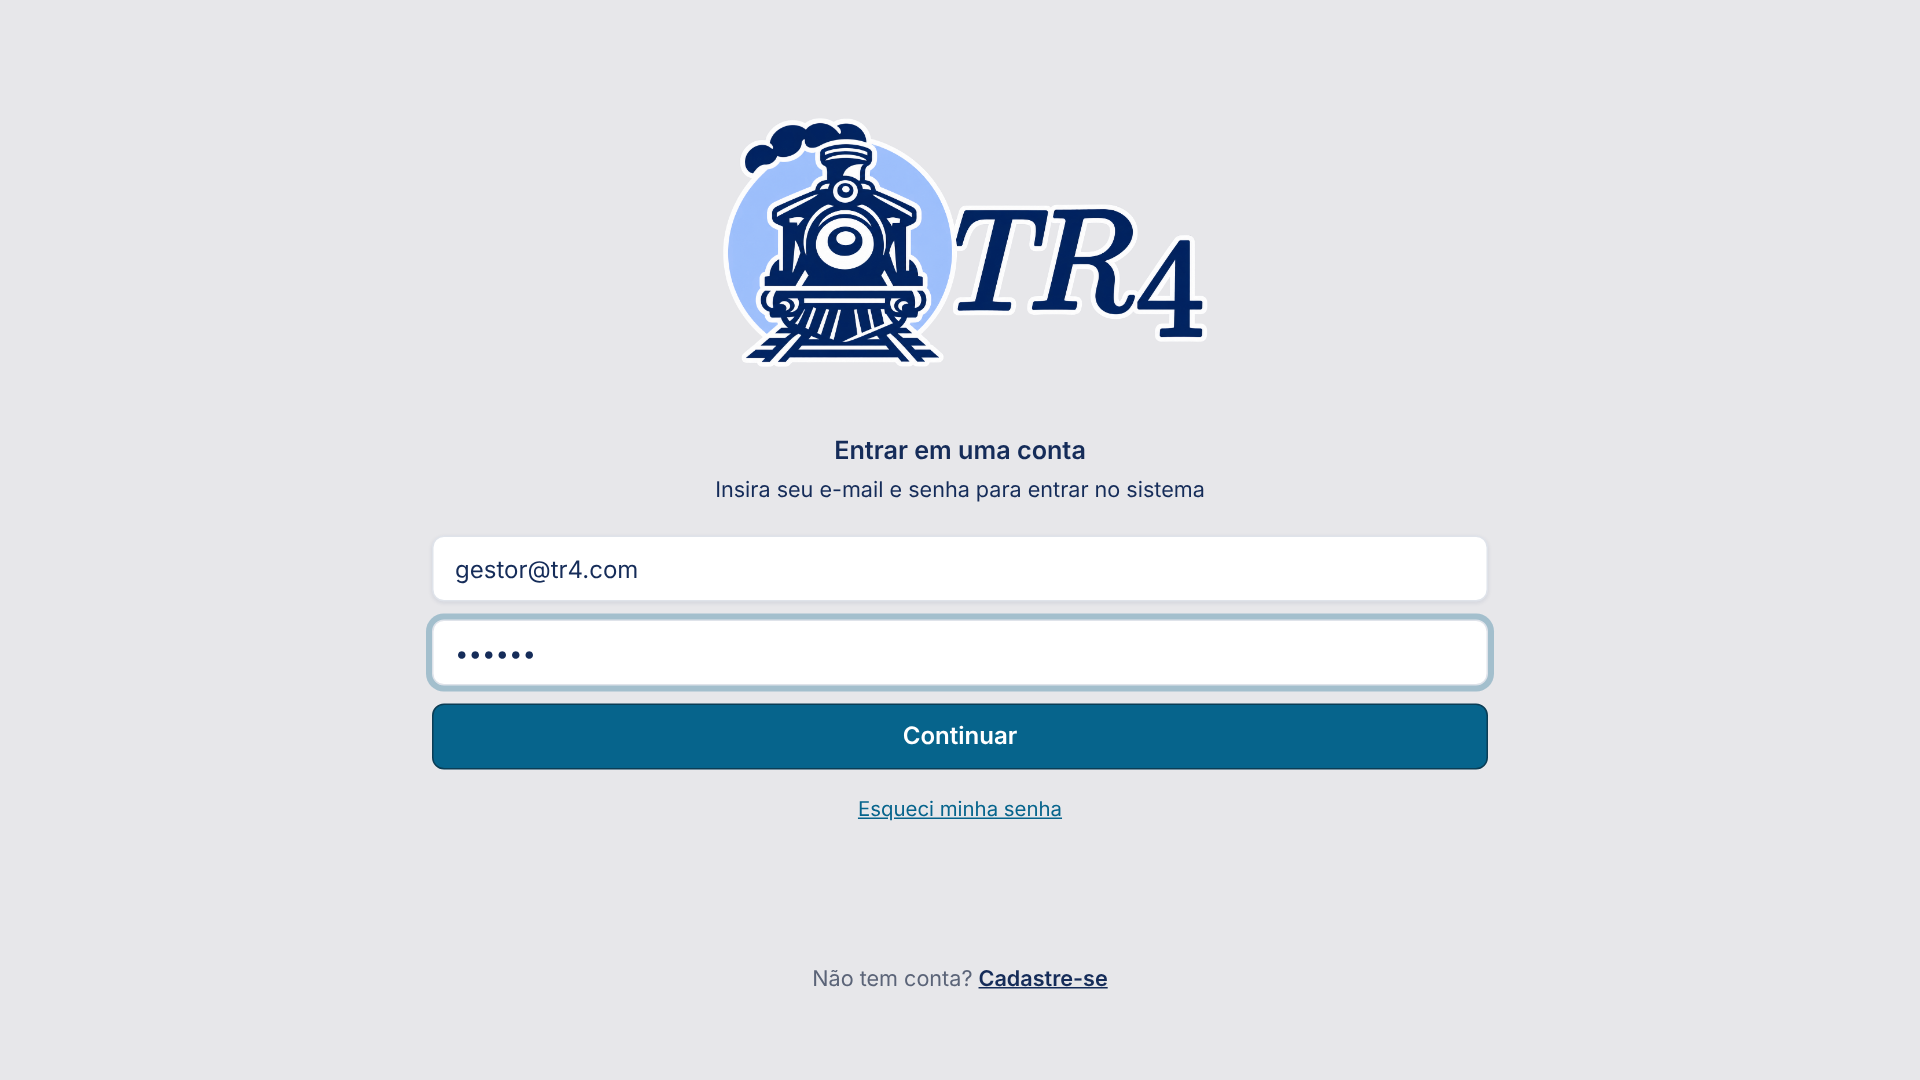 TR4
Entrar em uma conta
Insira seu e-mail e senha para entrar no sistema
gestor@tr4.com
••••••
Continuar
Esqueci minha senha
Não tem conta? Cadastre-se